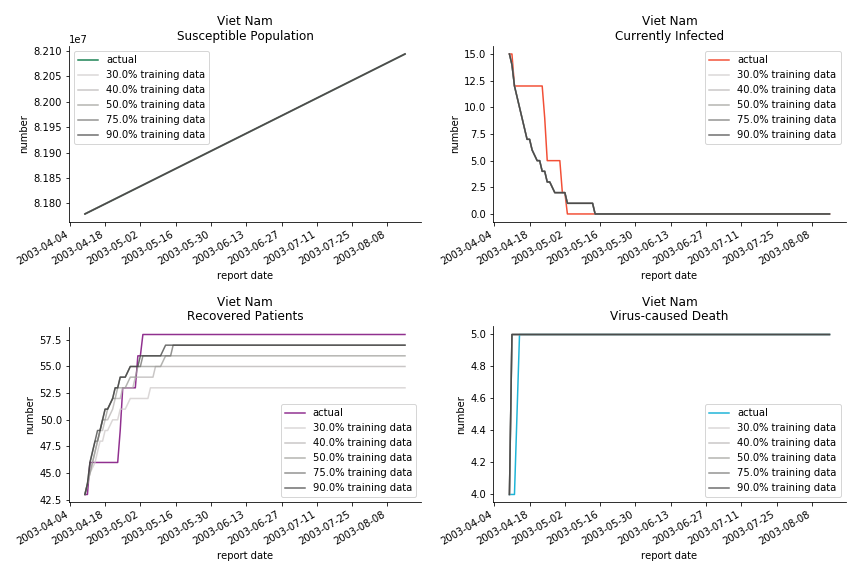 Viet Nam
Susceptible Population
1e7
8.210
8.205
8.200
8.195
8.190
8.185
8.180
number
actual
30.0% training data
40.0% training data
50.0% training data
75.0% training data
90.0% training data
2003-04-04
2003-04-18
2003-05-02
2003-05-16
2003-05-30
2003-06-13
2003-06-27
2003-07-11
2003-07-25
2003-08-08
report date
Viet Nam
Currently Infected
15.0
12.5
10.0
7.5
5.0
2.5
0.0
number
actual
30.0% training data
40.0% training data
50.0% training data
75.0% training data
90.0% training data
2003-04-04
2003-04-18
2003-05-02
2003-05-16
2003-05-30
2003-06-13
2003-06-27
2003-07-11
2003-07-25
2003-08-08
report date
Viet Nam
Recovered Patients
57.5
55.0
52.5
50.0
47.5
45.0
42.5
number
actual
30.0% training data
40.0% training data
50.0% training data
75.0% training data
90.0% training data
2003-04-04
2003-04-18
2003-05-02
2003-05-16
2003-05-30
2003-06-13
2003-06-27
2003-07-11
2003-07-25
2003-08-08
report date
Viet Nam
Virus-caused Death
5.0
4.8
4.6
4.4
4.2
4.0
number
actual
30.0% training data
40.0% training data
50.0% training data
75.0% training data
90.0% training data
2003-04-04
2003-04-18
2003-05-02
2003-05-16
2003-05-30
2003-06-13
2003-06-27
2003-07-11
2003-07-25
2003-08-08
report date